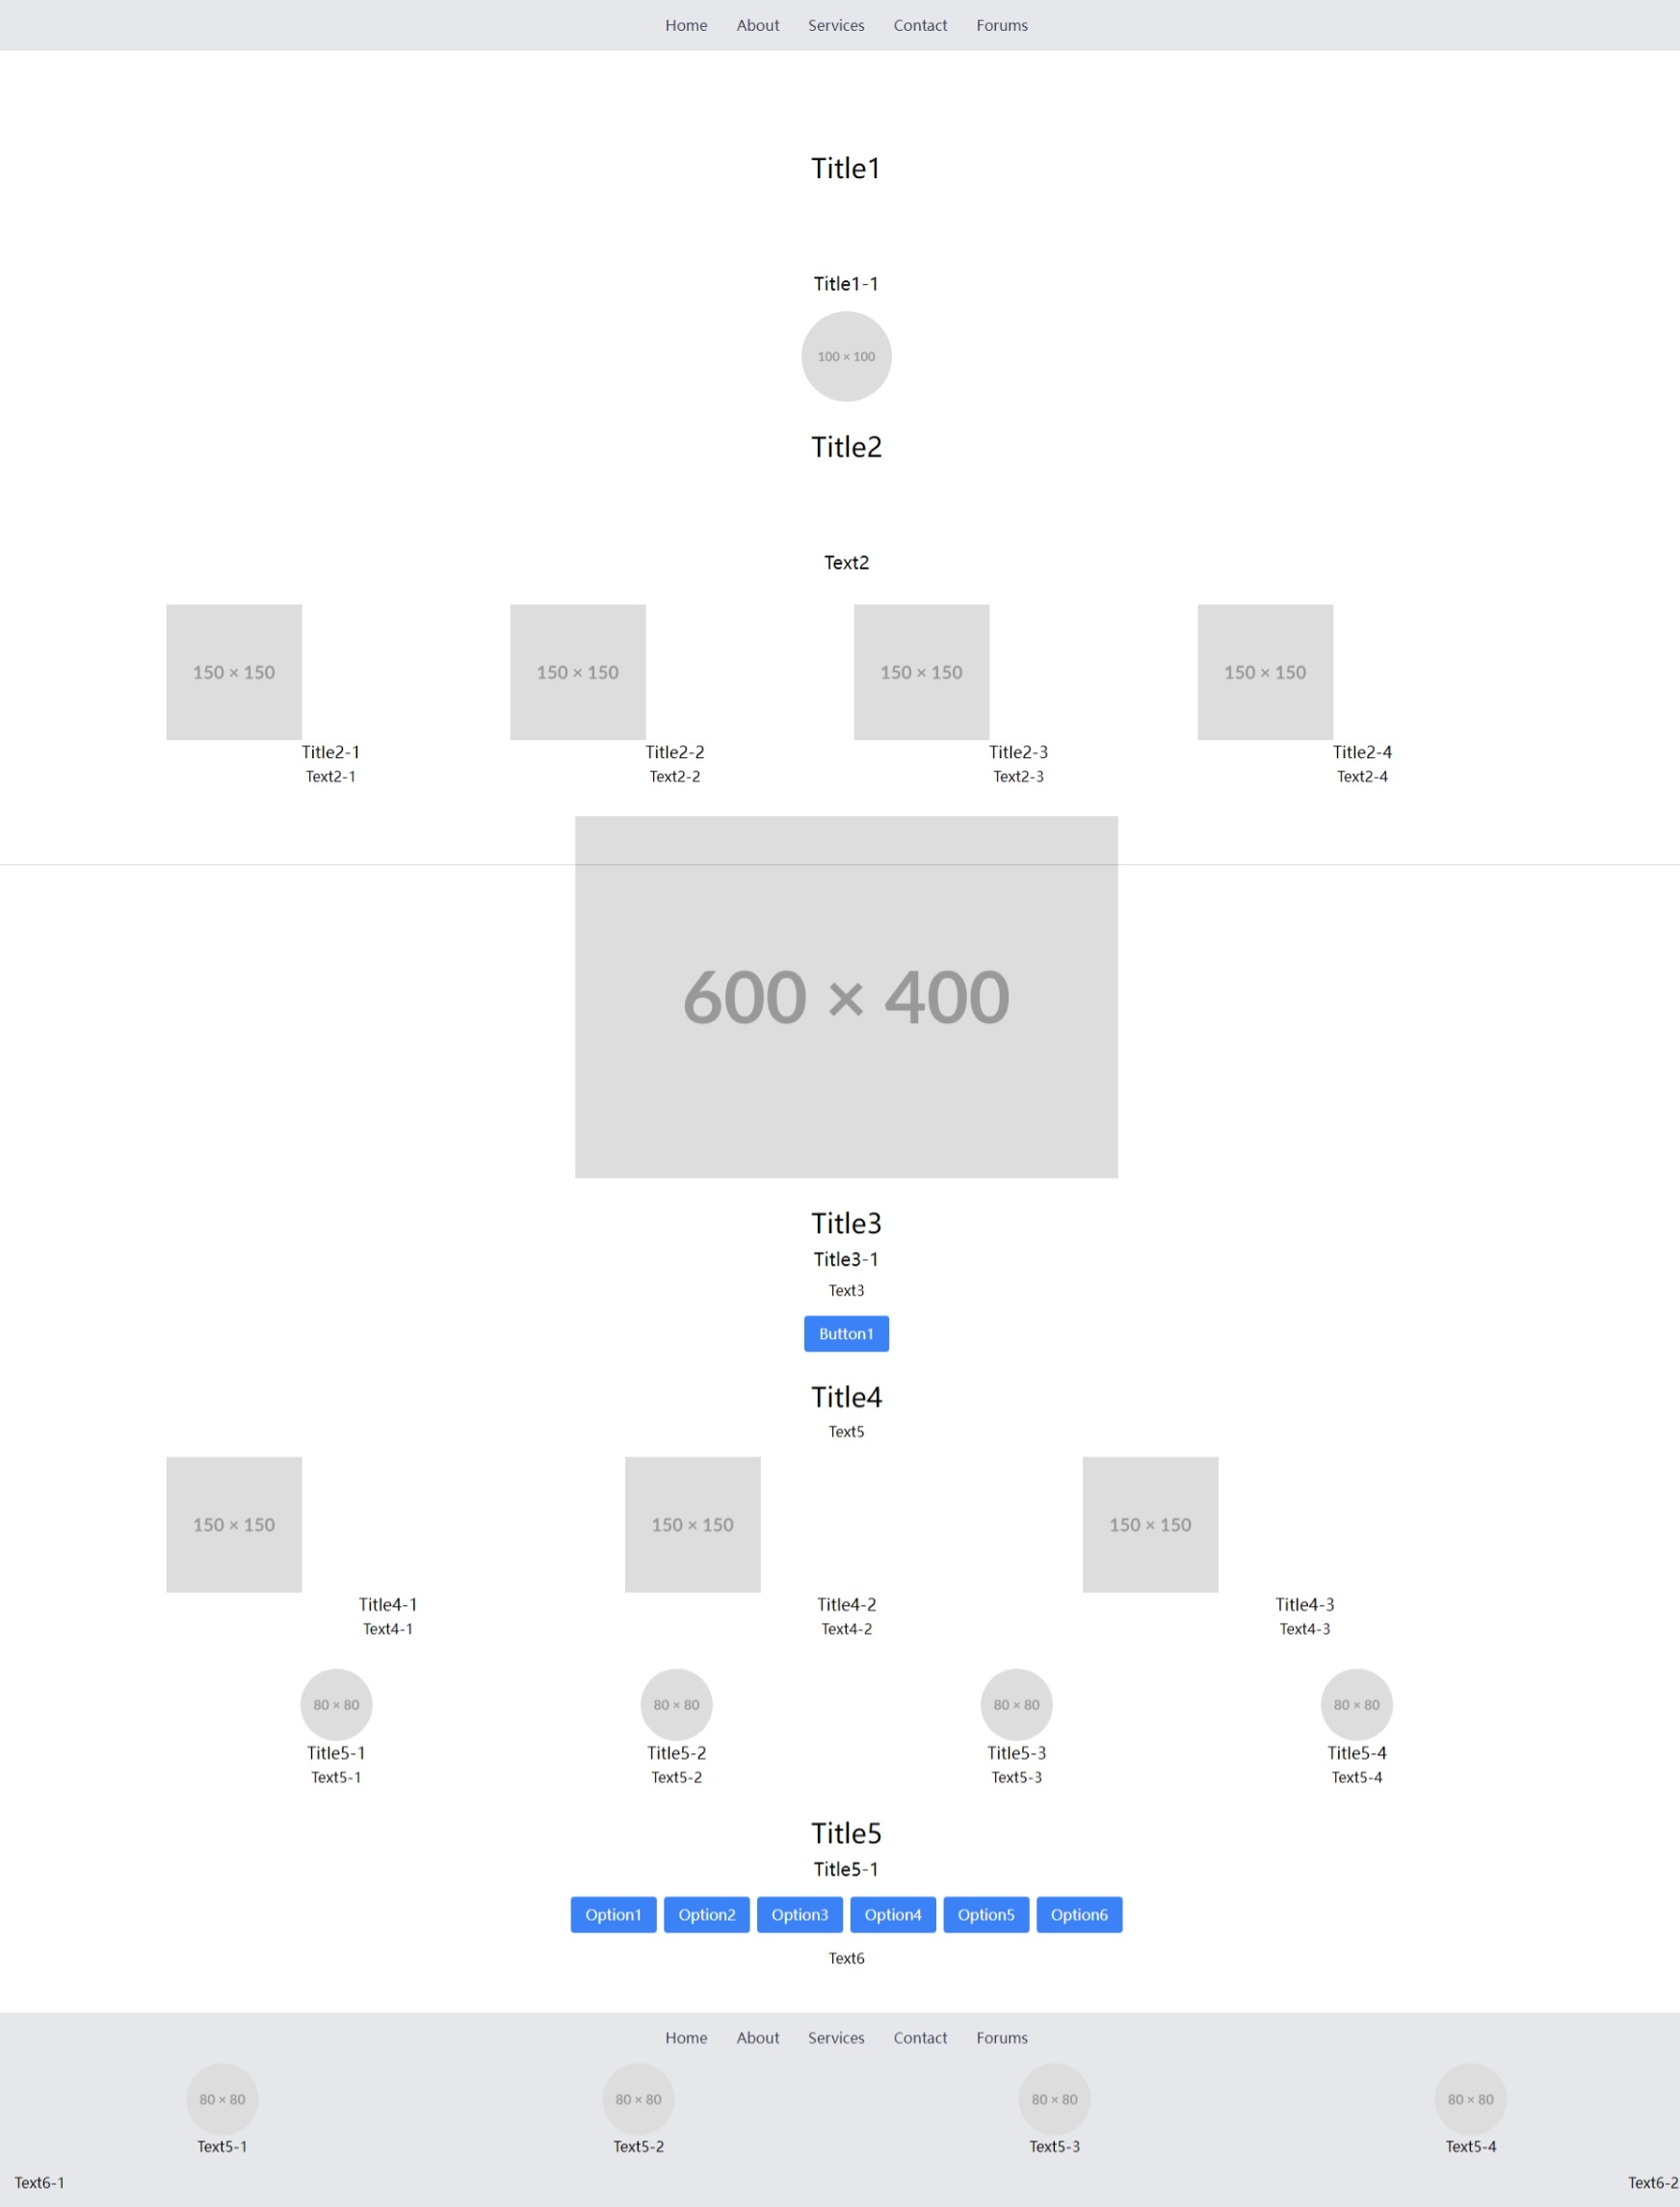 Home About Services Contact Forums
Title1
Title1-1
100 × 100
Title2
Text2
150 × 150 150 × 150 150 × 150 150 × 150
Title2-1 Title2-2 Title2-3 Title2-4
Text2-1 Text2-2 Text2-3 Text2-4
600 × 400
Title3
Title3-1
Text3
Button1
Title4
Text5
150 × 150 150 × 150 150 × 150
Title4-1 Title4-2 Title4-3
Text4-1 Text4-2 Text4-3
80 × 80 80 × 80 80 × 80 80 × 80
Title5-1 Title5-2 Title5-3 Title5-4
Text5-1 Text5-2 Text5-3 Text5-4
Title5
Title5-1
Option1 Option2 Option3 Option4 Option5 Option6
Text6
Home About Services Contact Forums
80 × 80 80 × 80 80 × 80 80 × 80
Text5-1 Text5-2 Text5-3 Text5-4
Text6-1 Text6-2